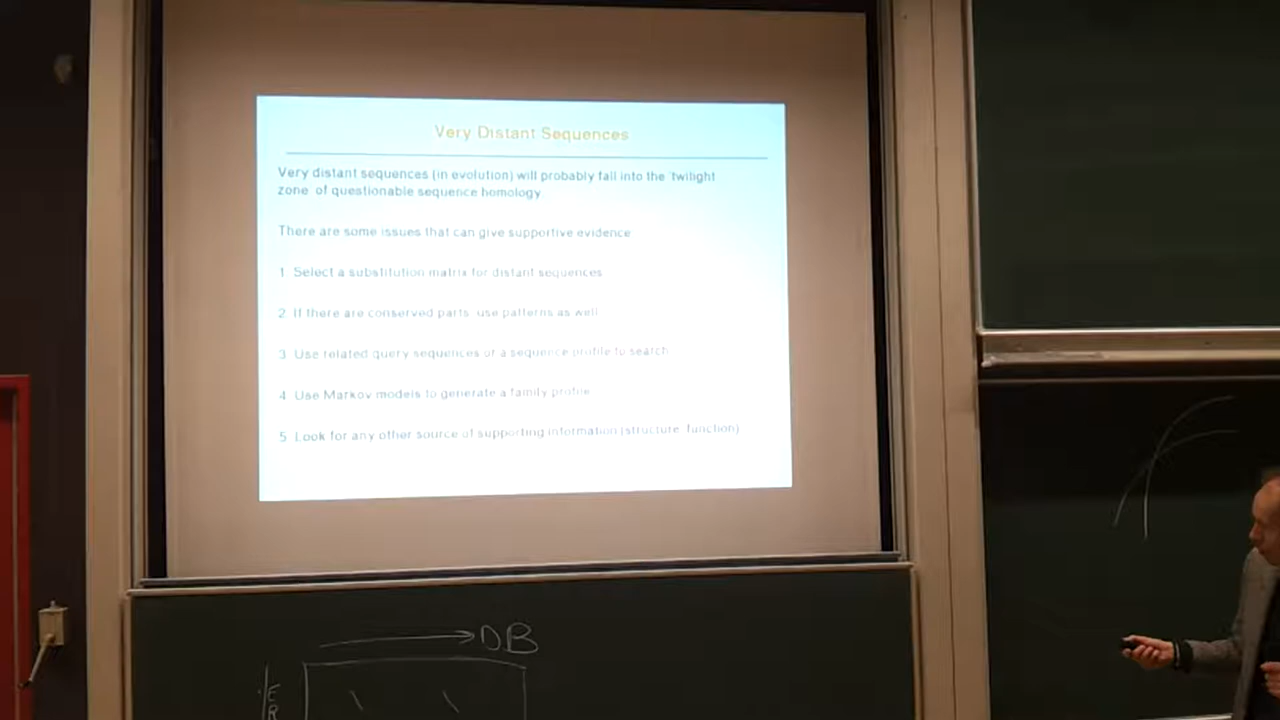 Very Distant Sequences
Very distant sequences (in evolution) will probably fall into the 'twilight
zone' of questionable sequence homology
There are some issues that can give supportive evidence
1. Select a substitution matrix for distant sequences
2. If there are conserved parts, use patterns as well
3. Use related query sequences or a sequence profile to search
4. Use Markov models to generate a family profile
5. Look for any other source of supporting information (structure, function)
DB
E
R